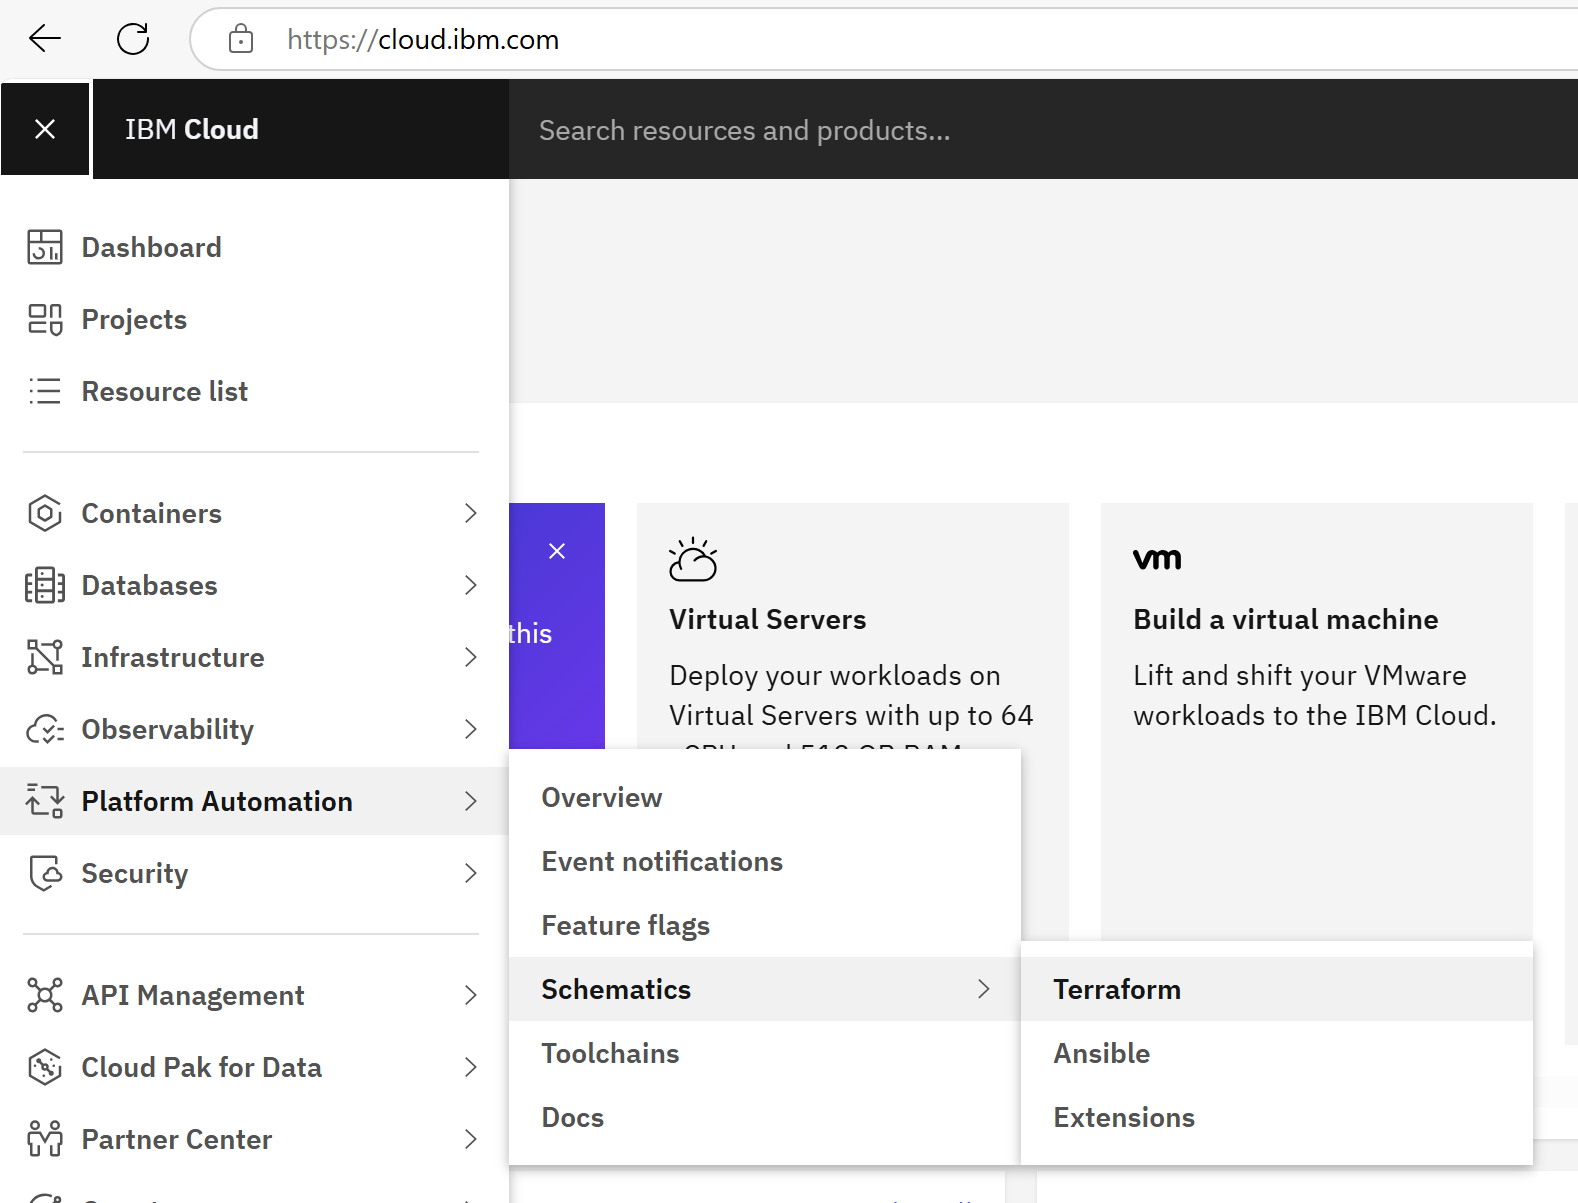 https://cloud.ibm.com
IBM Cloud
Search resources and products...
Dashboard
Projects
Resource list
Containers
Databases
Infrastructure
Observability
Platform Automation
Security
API Management
Cloud Pak for Data
Partner Center
this
Virtual Servers
Deploy your workloads on
Virtual Servers with up to 64
vm
Build a virtual machine
Lift and shift your VMware
workloads to the IBM Cloud.
Overview
Event notifications
Feature flags
Schematics
Toolchains
Docs
Terraform
Ansible
Extensions